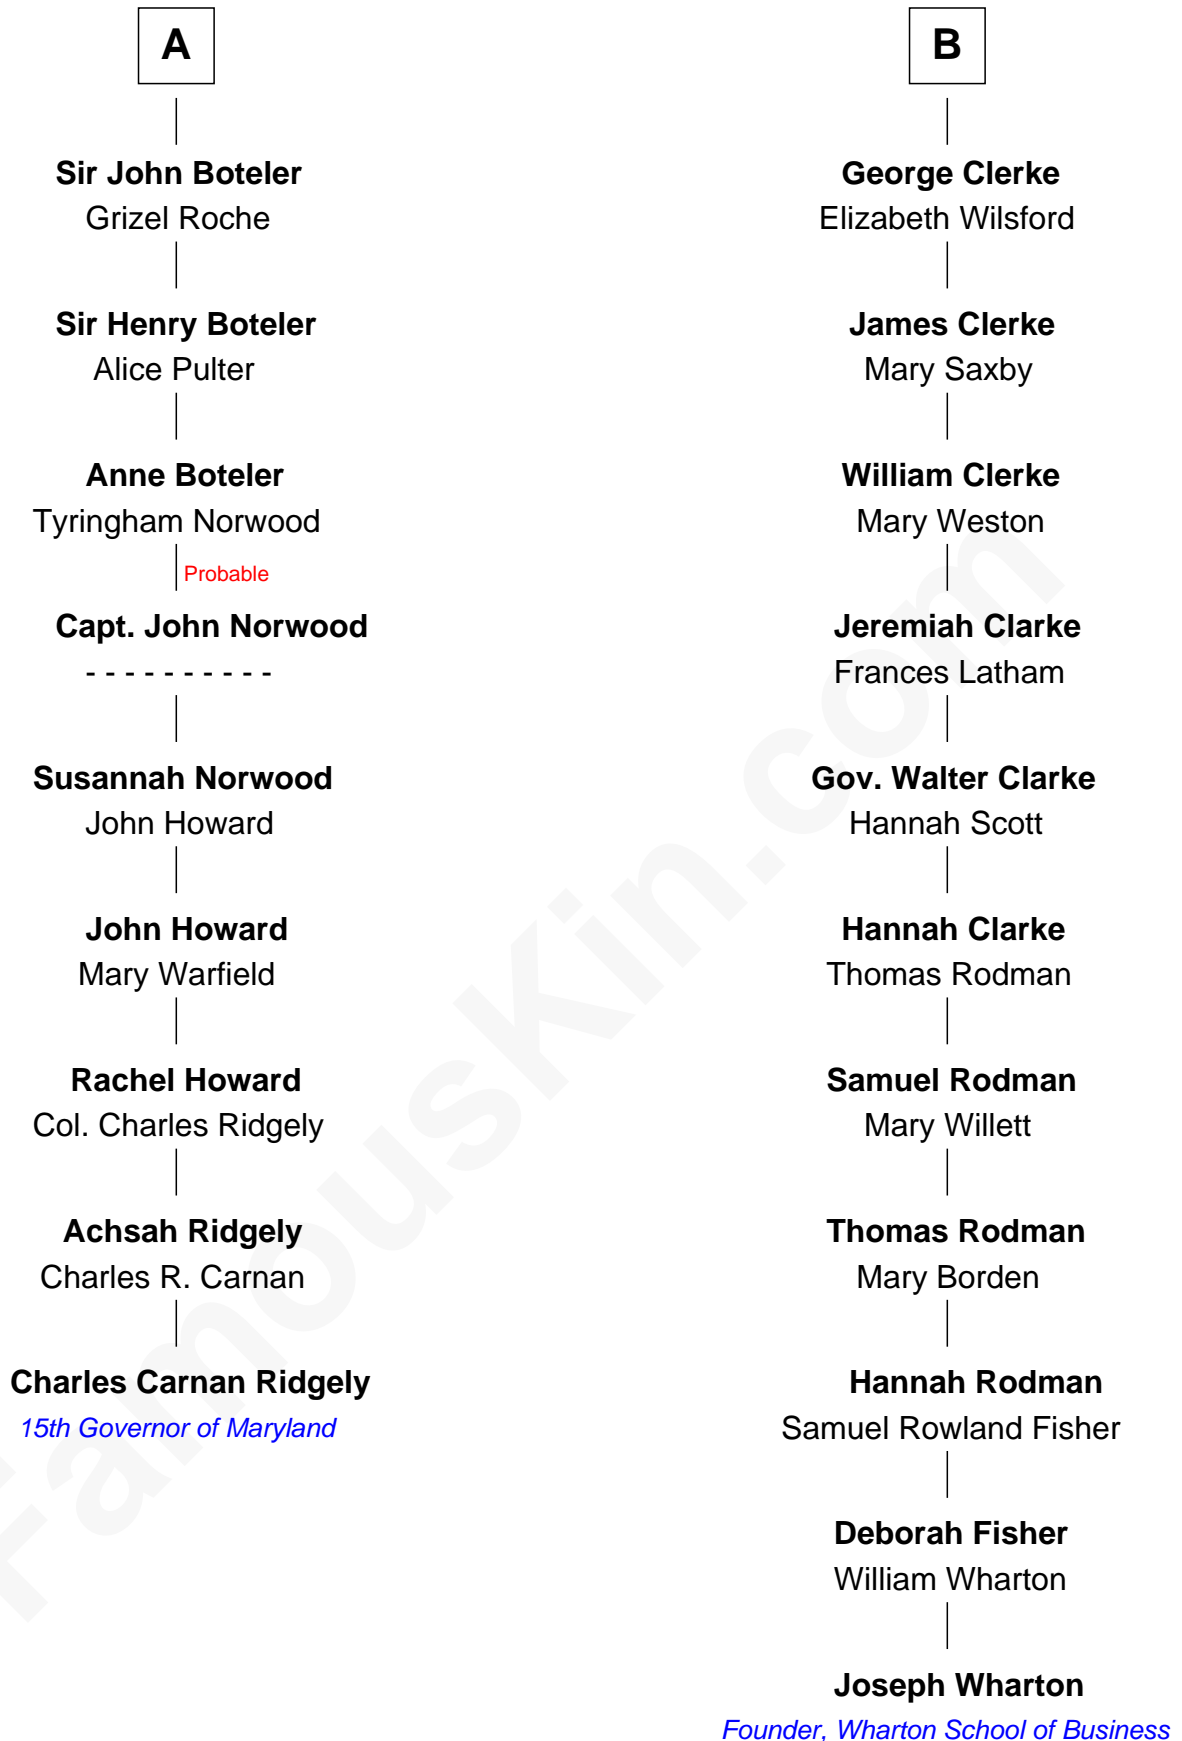 A
Sir John Boteler
Grizel Roche
Sir Henry Boteler
Alice Pulter
Anne Boteler
Tyringham Norwood
Probable
Capt. John Norwood
- - - - - - - - - -
Susannah Norwood
John Howard
John Howard
Mary Warfield
Rachel Howard
Col. Charles Ridgely
Achsah Ridgely
Charles R. Carnan
Charles Carnan Ridgely
15th Governor of Maryland
B
George Clerke
Elizabeth Wilsford
James Clerke
Mary Saxby
William Clerke
Mary Weston
Jeremiah Clarke
Frances Latham
Gov. Walter Clarke
Hannah Scott
Hannah Clarke
Thomas Rodman
Samuel Rodman
Mary Willett
Thomas Rodman
Mary Borden
Hannah Rodman
Samuel Rowland Fisher
Deborah Fisher
William Wharton
Joseph Wharton
Founder, Wharton School of Business
FamousKin.com